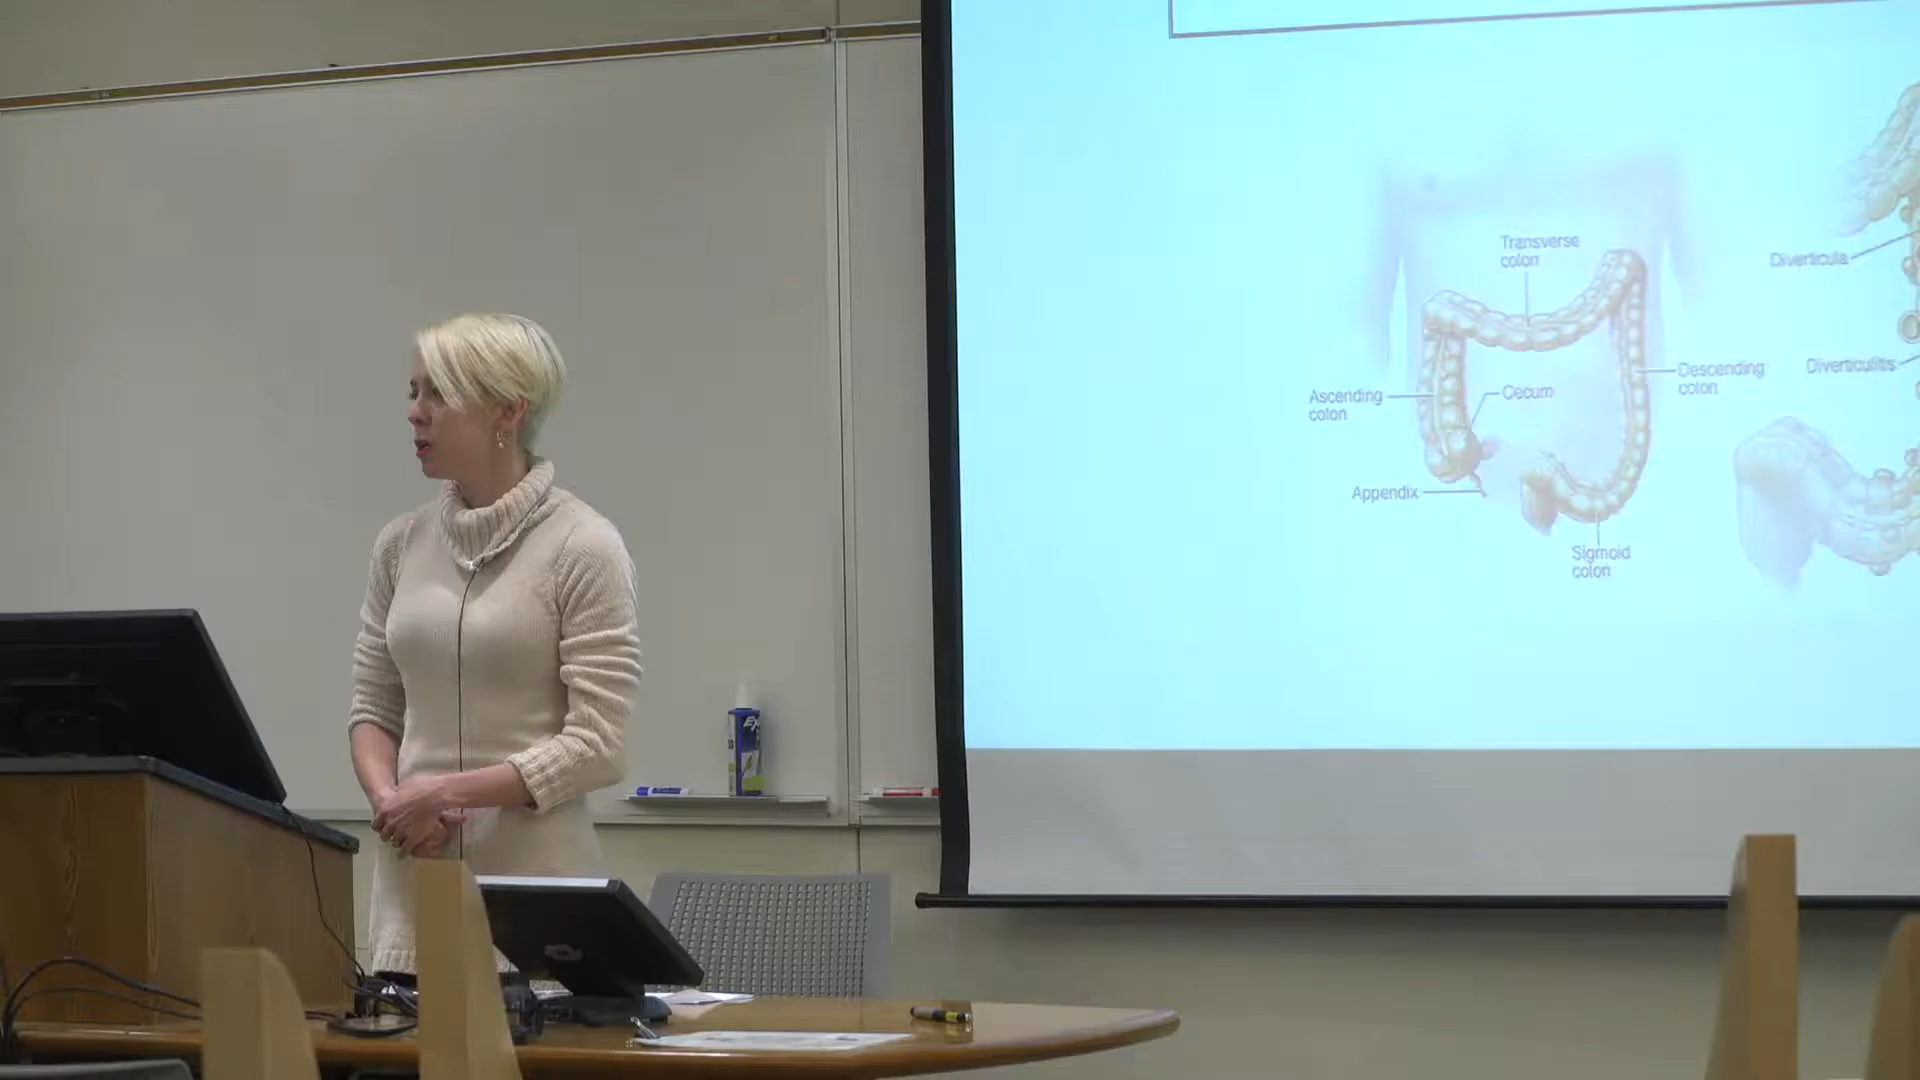 Transverse
colon
Diverticula
Diverticulitis
Descending
colon
Ascending
colon
Cecum
Appendix
Sigmoid
colon